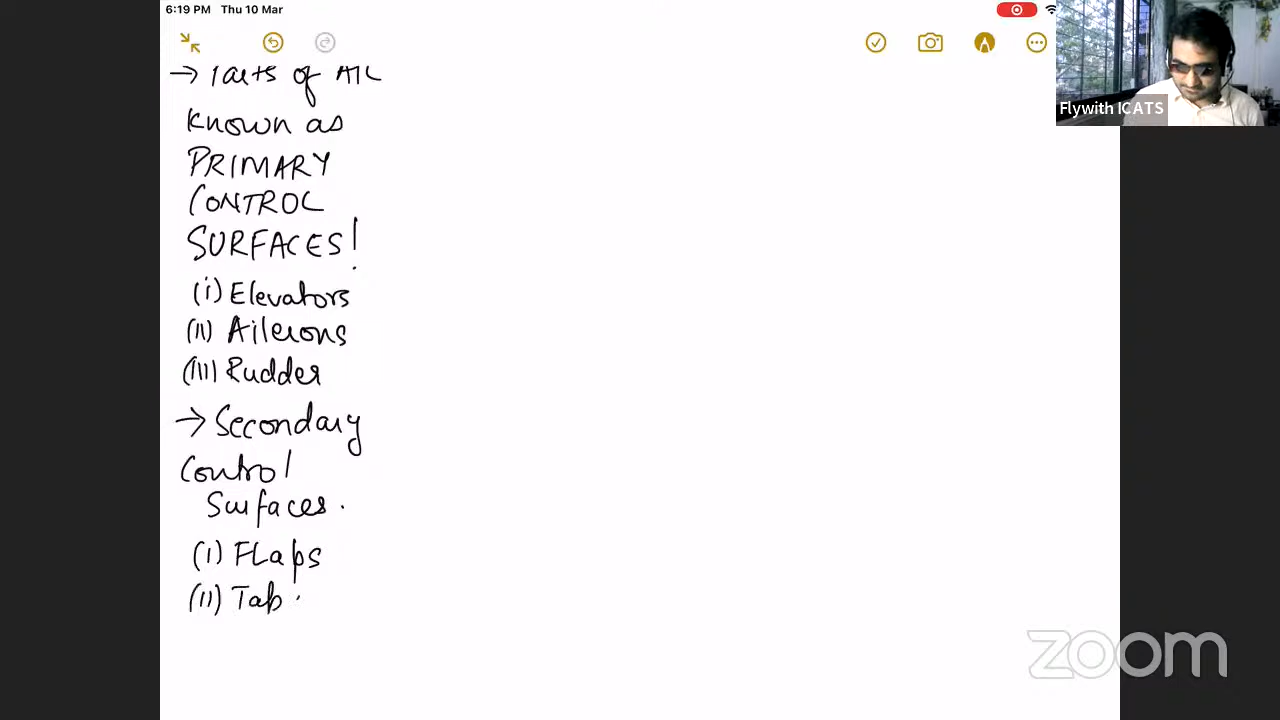 6:19 PM Thu 10 Mar
→ Parts of A/C
Known as
PRIMARY
CONTROL
SURFACES!
(i) Elevators
(II) Ailerons
(III) Rudder
→ Secondary
Control
Surfaces.
(I) FLaps
(II) Tab.
Flywith ICATS
zoom